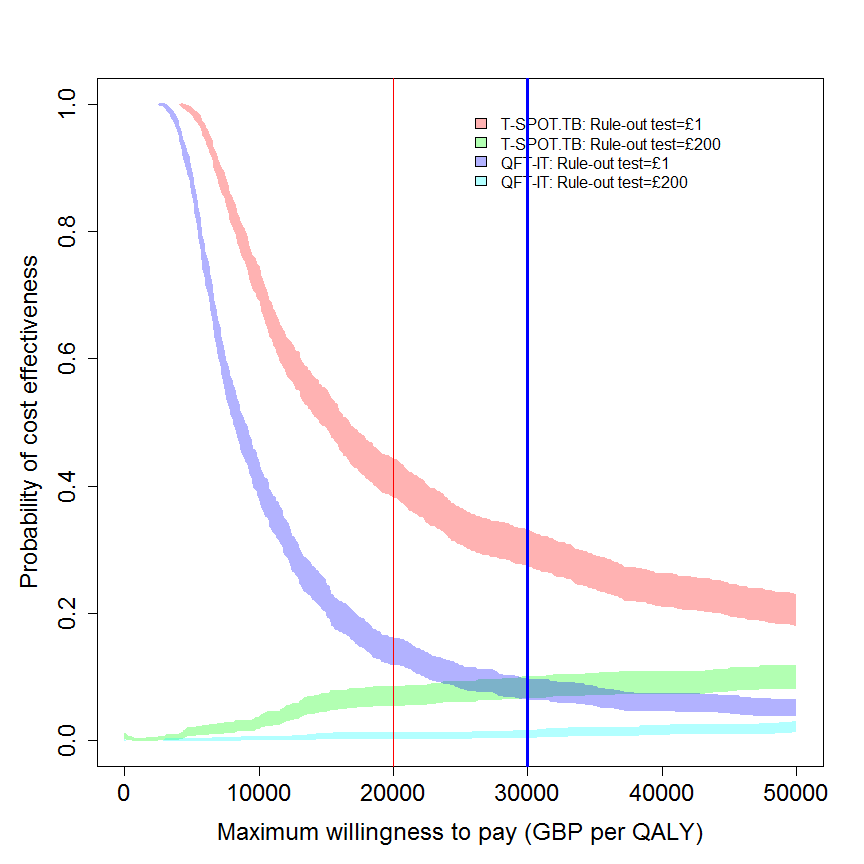 T-SPOT.TB: Rule-out test=£1
T-SPOT.TB: Rule-out test=£200
QFT-IT: Rule-out test=£1
QFT-IT: Rule-out test=£200
1.0
0.8
0.6
0.4
0.2
0.0
Probability of cost effectiveness
0 10000 20000 30000 40000 50000
Maximum willingness to pay (GBP per QALY)